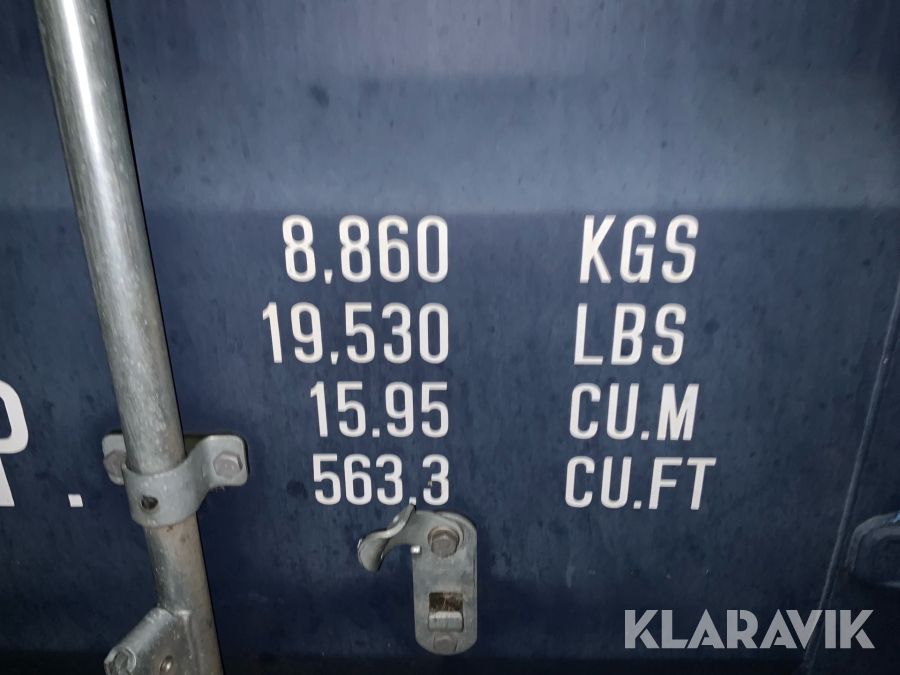 8,860 KGS
19,530 LBS
15.95 CU.M
563.3 CU.FT
P.
KLARAVIK